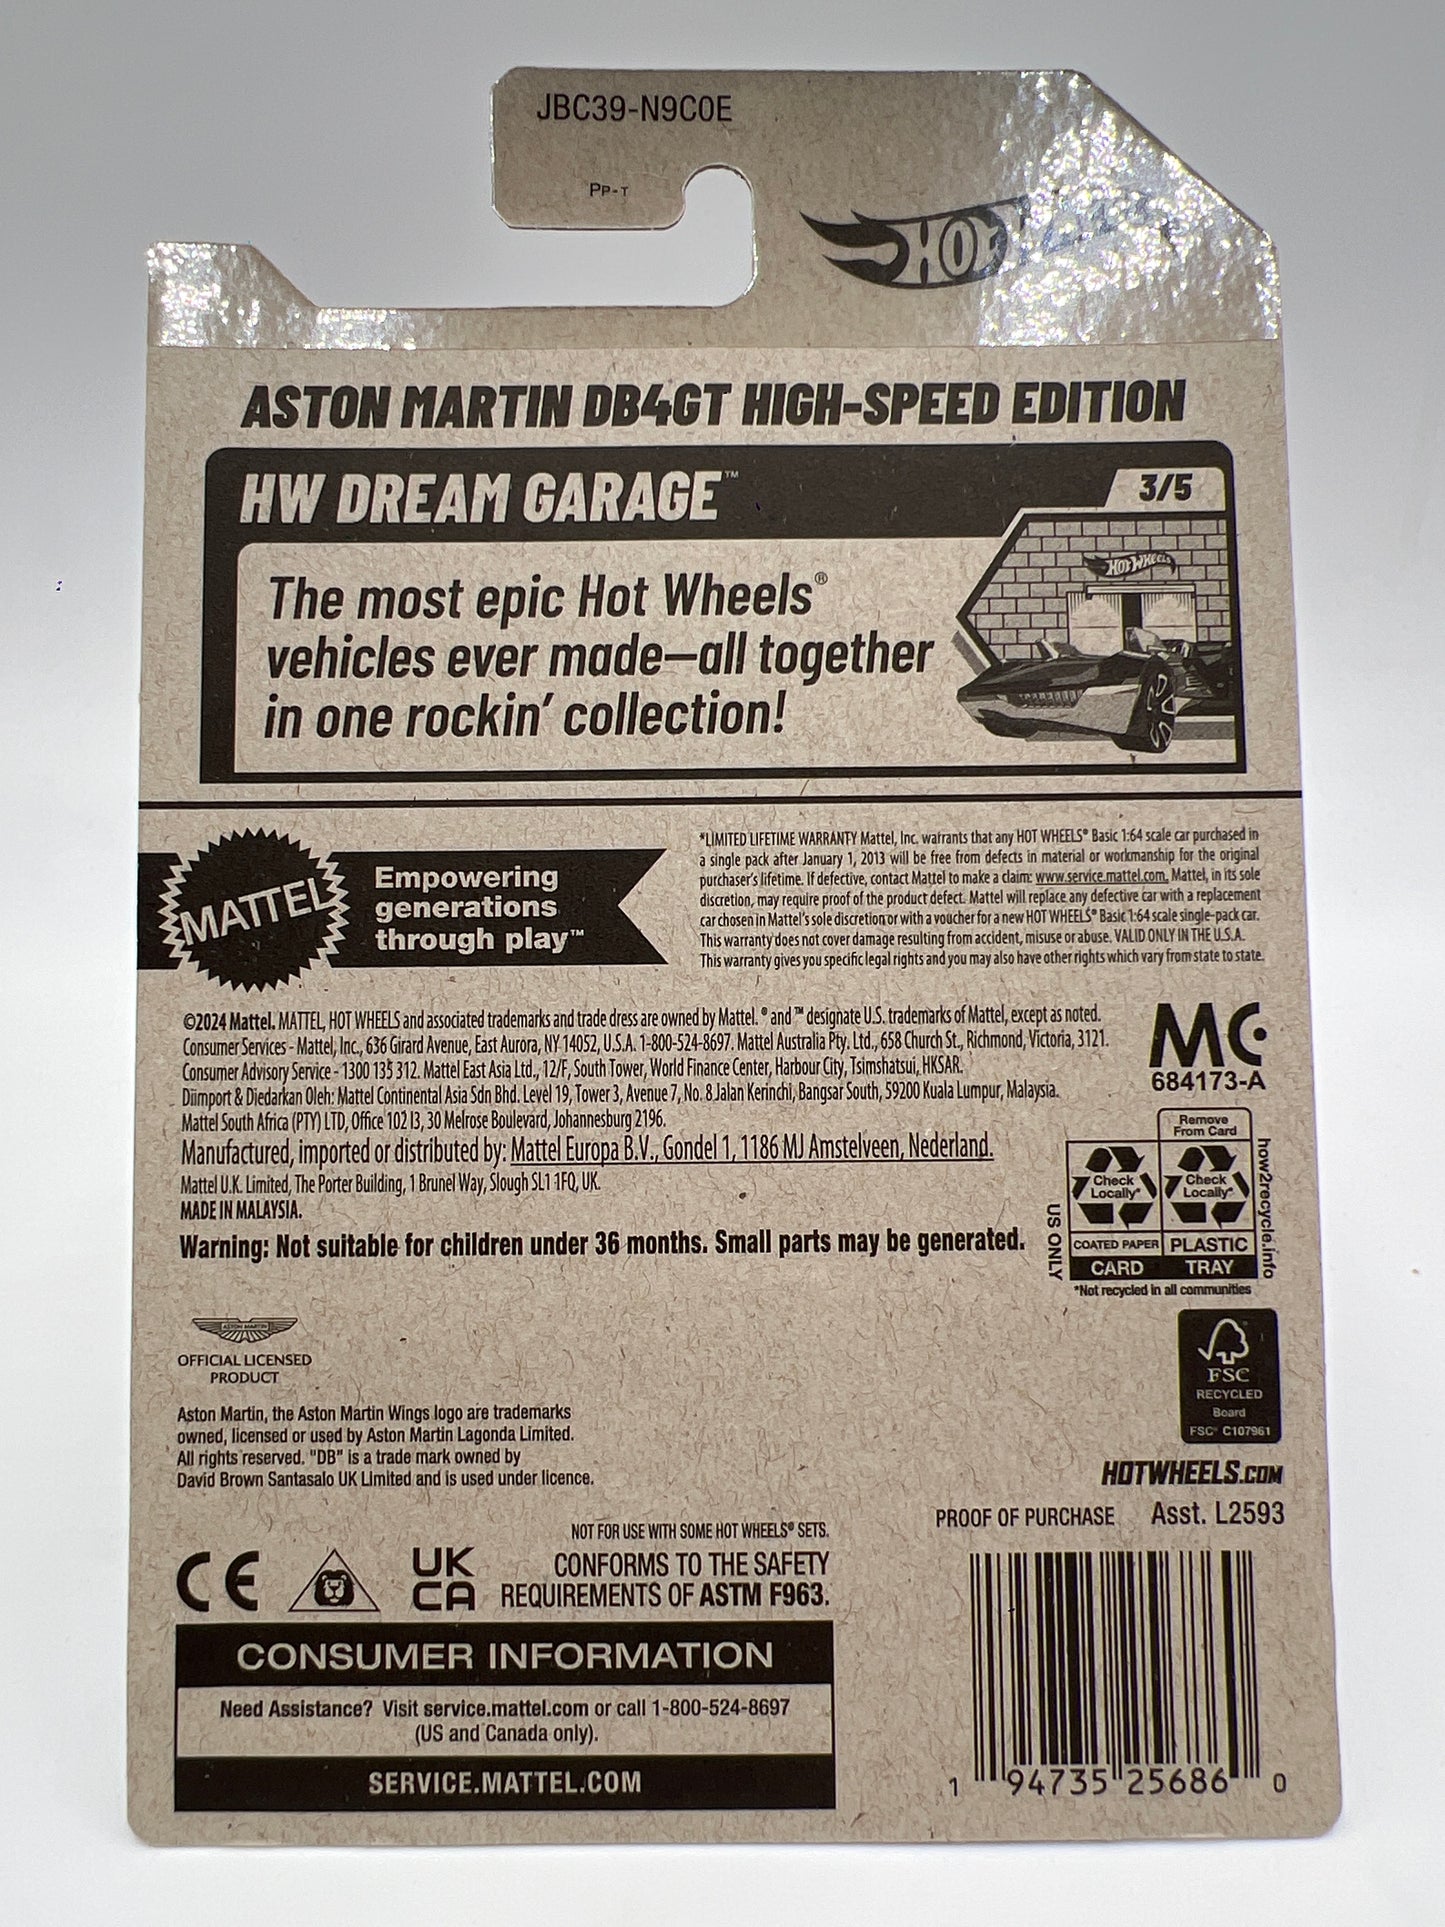 JBC39-N9C0E
PP-T
HOT WHEELS
ASTON MARTIN DB4GT HIGH-SPEED EDITION
HW DREAM GARAGE™
3/5
HOT WHEELS
The most epic Hot Wheels®
vehicles ever made—all together
in one rockin' collection!
MATTEL
Empowering
generations
through play™
*LIMITED LIFETIME WARRANTY Mattel, Inc. warrants that any HOT WHEELS® Basic 1:64 scale car purchased in
a single pack after January 1, 2013 will be free from defects in material or workmanship for the original
purchaser's lifetime. If defective, contact Mattel to make a claim: www.service.mattel.com. Mattel, in its sole
discretion, may require proof of the product defect. Mattel will replace any defective car with a replacement
car chosen in Mattel's sole discretion or with a voucher for a new HOT WHEELS® Basic 1:64 scale single-pack car.
This warranty does not cover damage resulting from accident, misuse or abuse. VALID ONLY IN THE U.S.A.
This warranty gives you specific legal rights and you may also have other rights which vary from state to state.
©2024 Mattel. MATTEL, HOT WHEELS and associated trademarks and trade dress are owned by Mattel. ® and ™ designate U.S. trademarks of Mattel, except as noted.
Consumer Services - Mattel, Inc., 636 Girard Avenue, East Aurora, NY 14052, U.S.A. 1-800-524-8697. Mattel Australia Pty. Ltd., 658 Church St., Richmond, Victoria, 3121.
Consumer Advisory Service - 1300 135 312. Mattel East Asia Ltd., 12/F, South Tower, World Finance Center, Harbour City, Tsimshatsui, HKSAR.
Diimport & Diedarkan Oleh: Mattel Continental Asia Sdn Bhd. Level 19, Tower 3, Avenue 7, No. 8 Jalan Kerinchi, Bangsar South, 59200 Kuala Lumpur, Malaysia.
Mattel South Africa (PTY) LTD, Office 102 I3, 30 Melrose Boulevard, Johannesburg 2196.
Manufactured, imported or distributed by: Mattel Europa B.V., Gondel 1, 1186 MJ Amstelveen, Nederland.
Mattel U.K. Limited, The Porter Building, 1 Brunel Way, Slough SL1 1FQ, UK.
MADE IN MALAYSIA.
Warning: Not suitable for children under 36 months. Small parts may be generated.
MC
684173-A
Remove
From Card
Check
Locally*
Check
Locally*
COATED PAPER
PLASTIC
CARD
TRAY
US ONLY
how2recycle.info
*Not recycled in all communities
ASTON MARTIN
OFFICIAL LICENSED
PRODUCT
FSC
RECYCLED
Board
FSC® C107961
Aston Martin, the Aston Martin Wings logo are trademarks
owned, licensed or used by Aston Martin Lagonda Limited.
All rights reserved. "DB" is a trade mark owned by
David Brown Santasalo UK Limited and is used under licence.
HOTWHEELS.COM
PROOF OF PURCHASE Asst. L2593
NOT FOR USE WITH SOME HOT WHEELS® SETS.
CE
UK
CA
CONFORMS TO THE SAFETY
REQUIREMENTS OF ASTM F963.
CONSUMER INFORMATION
Need Assistance? Visit service.mattel.com or call 1-800-524-8697
(US and Canada only).
SERVICE.MATTEL.COM
1 94735 25686 0